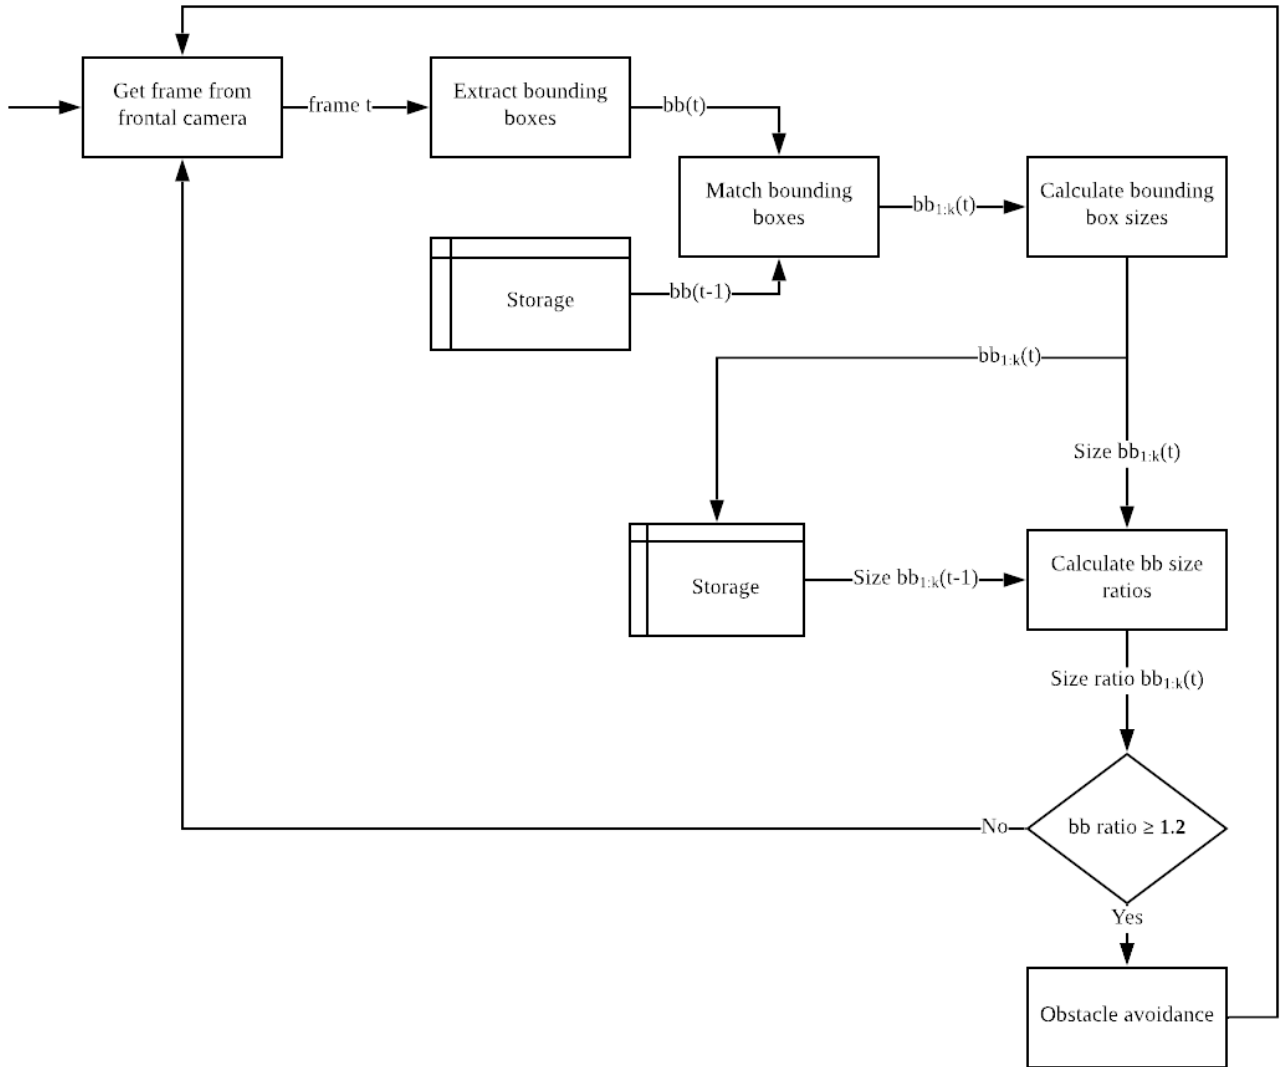 Get frame from
frontal camera
frame t
Extract bounding
boxes
bb(t)
Match bounding
boxes
bb1:k(t)
Calculate bounding
box sizes
Storage
bb(t-1)
bb1:k(t)
Size bb1:k(t)
Storage
Size bb1:k(t-1)
Calculate bb size
ratios
Size ratio bb1:k(t)
No
bb ratio ≥ 1.2
Yes
Obstacle avoidance